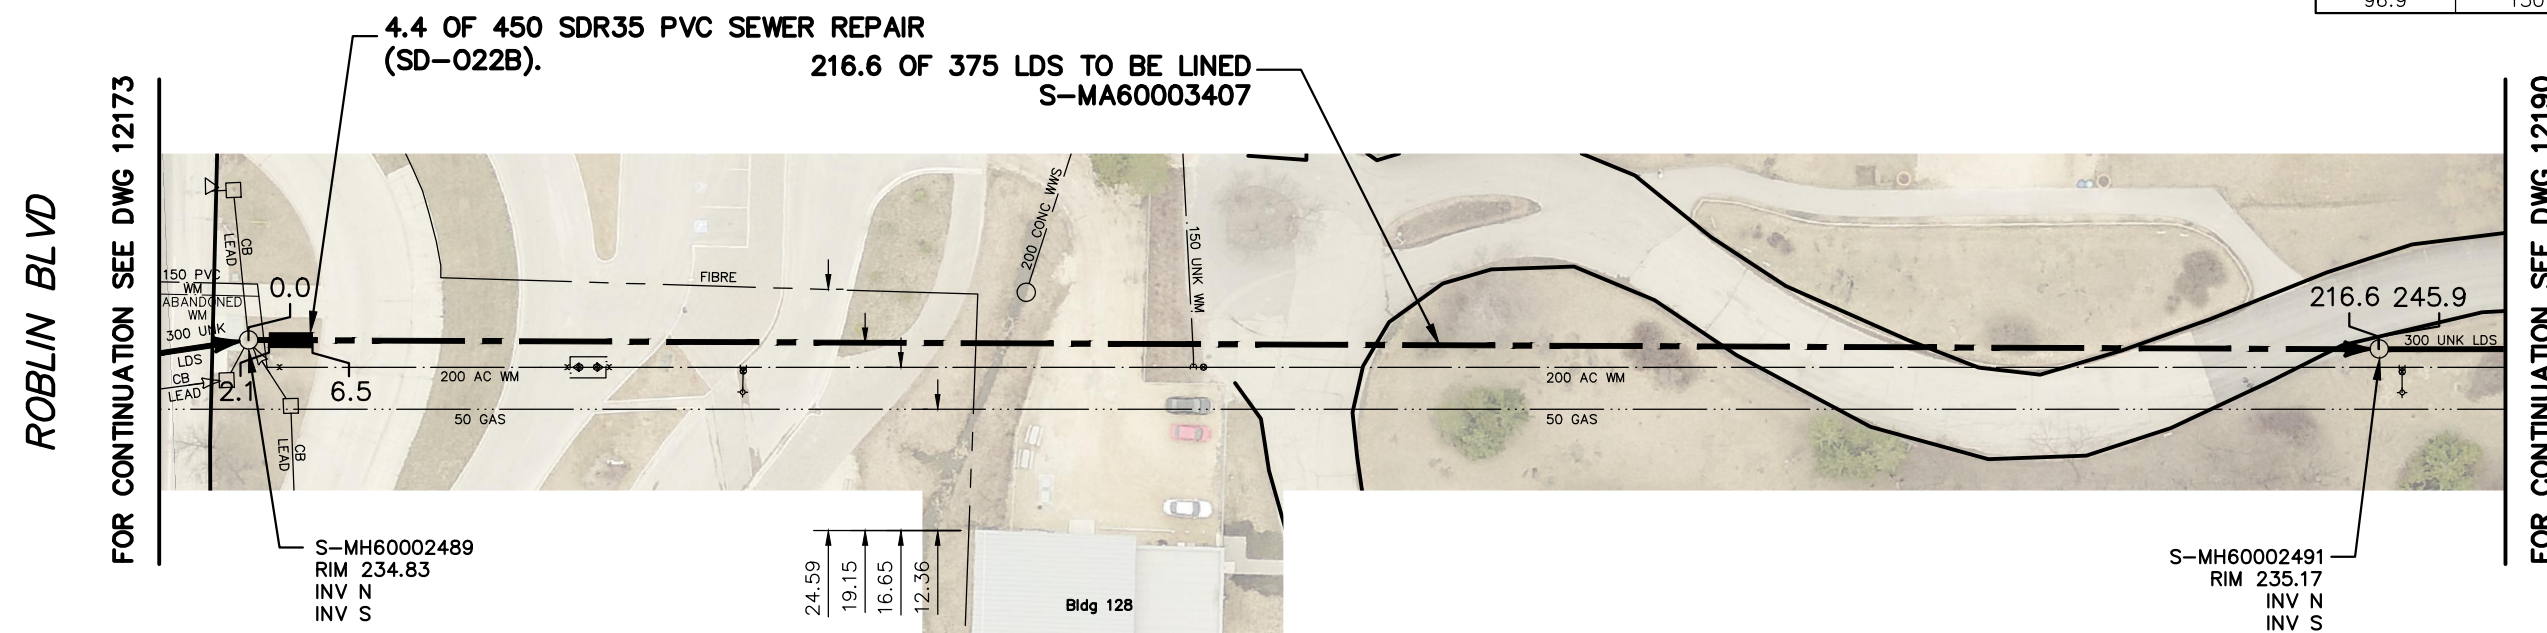 96.9
4.4 OF 450 SDR35 PVC SEWER REPAIR
(SD-022B).
216.6 OF 375 LDS TO BE LINED
S-MA60003407
ROBLIN BLVD
FOR CONTINUATION SEE DWG 12173
FOR CONTINUATION SEE DWG 12190
CB
LEAD
150 PVC
WM
ABANDONED
WM
300 UNK
LDS
CB
LEAD
0.0
2.1
6.5
CB
LEAD
FIBRE
200 AC WM
50 GAS
200 CONC WWS
150 UNK WM
200 AC WM
50 GAS
216.6 245.9
300 UNK LDS
S-MH60002489
RIM 234.83
INV N
INV S
24.59
19.15
16.65
12.36
Bldg 128
S-MH60002491
RIM 235.17
INV N
INV S